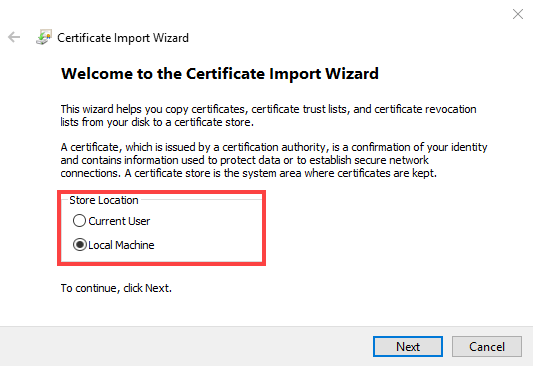 Certificate Import Wizard
Welcome to the Certificate Import Wizard
This wizard helps you copy certificates, certificate trust lists, and certificate revocation
lists from your disk to a certificate store.
A certificate, which is issued by a certification authority, is a confirmation of your identity
and contains information used to protect data or to establish secure network
connections. A certificate store is the system area where certificates are kept.
Store Location
Current User
Local Machine
To continue, click Next.
Next
Cancel